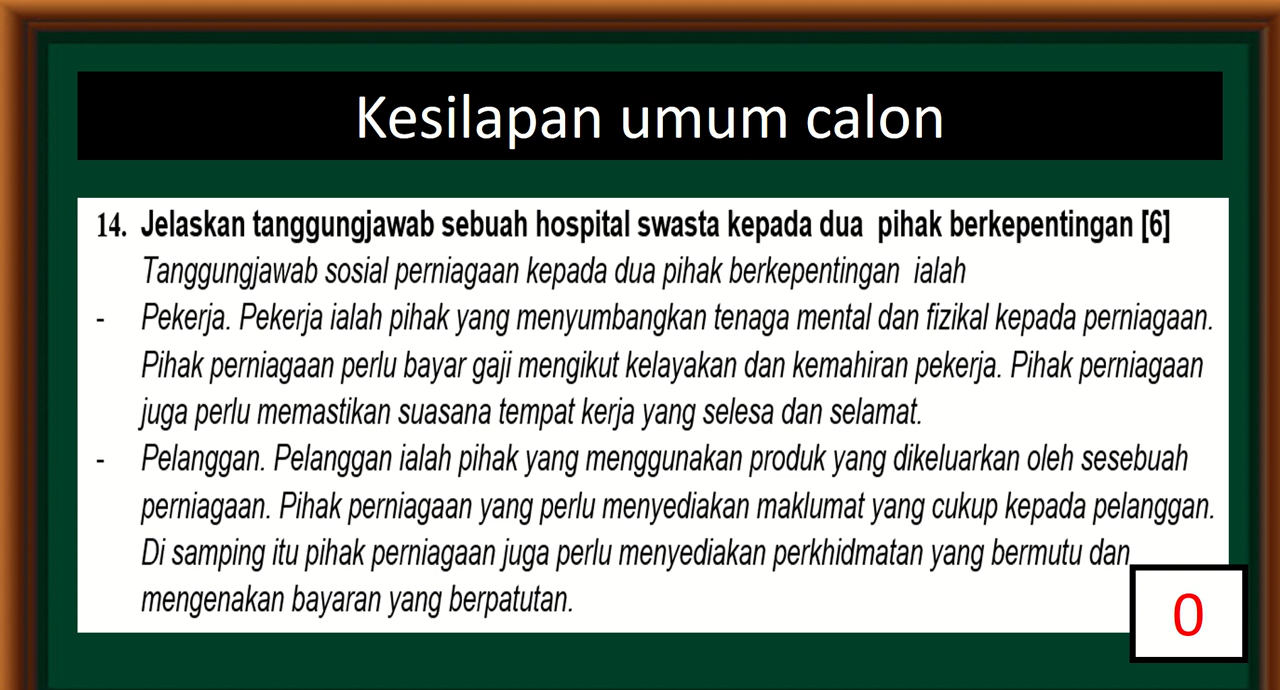 Kesilapan umum calon
14. Jelaskan tanggungjawab sebuah hospital swasta kepada dua pihak berkepentingan [6]
Tanggungjawab sosial perniagaan kepada dua pihak berkepentingan ialah
- Pekerja. Pekerja ialah pihak yang menyumbangkan tenaga mental dan fizikal kepada perniagaan.
Pihak perniagaan perlu bayar gaji mengikut kelayakan dan kemahiran pekerja. Pihak perniagaan
juga perlu memastikan suasana tempat kerja yang selesa dan selamat.
- Pelanggan. Pelanggan ialah pihak yang menggunakan produk yang dikeluarkan oleh sesebuah
perniagaan. Pihak perniagaan yang perlu menyediakan maklumat yang cukup kepada pelanggan.
Di samping itu pihak perniagaan juga perlu menyediakan perkhidmatan yang bermutu dan
mengenakan bayaran yang berpatutan.
0